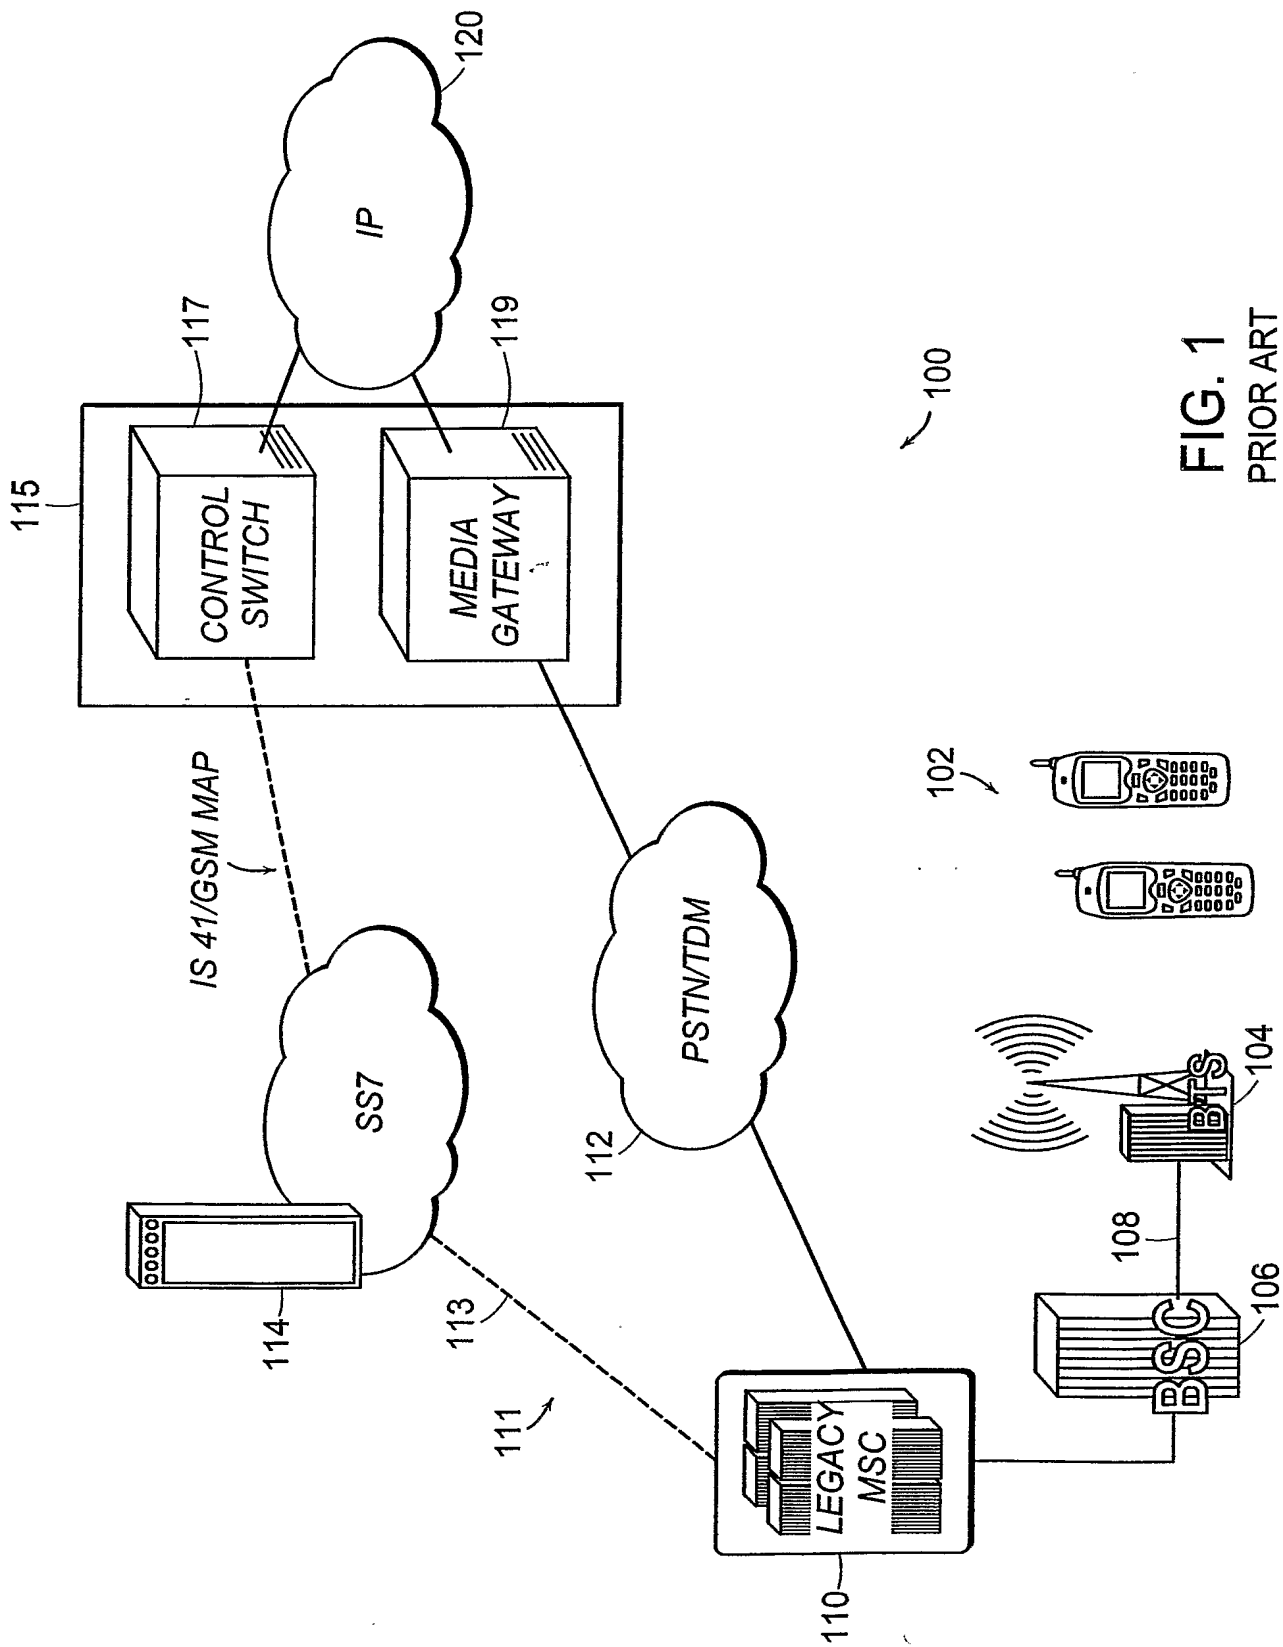 120
IP
117
119
115
CONTROL
SWITCH
MEDIA
GATEWAY
100
IS 41/GSM MAP
102
SS7
PSTN/TDM
112
114
113
111
LEGACY
MSC
110
BTS
104
108
BSC
106
FIG. 1
PRIOR ART